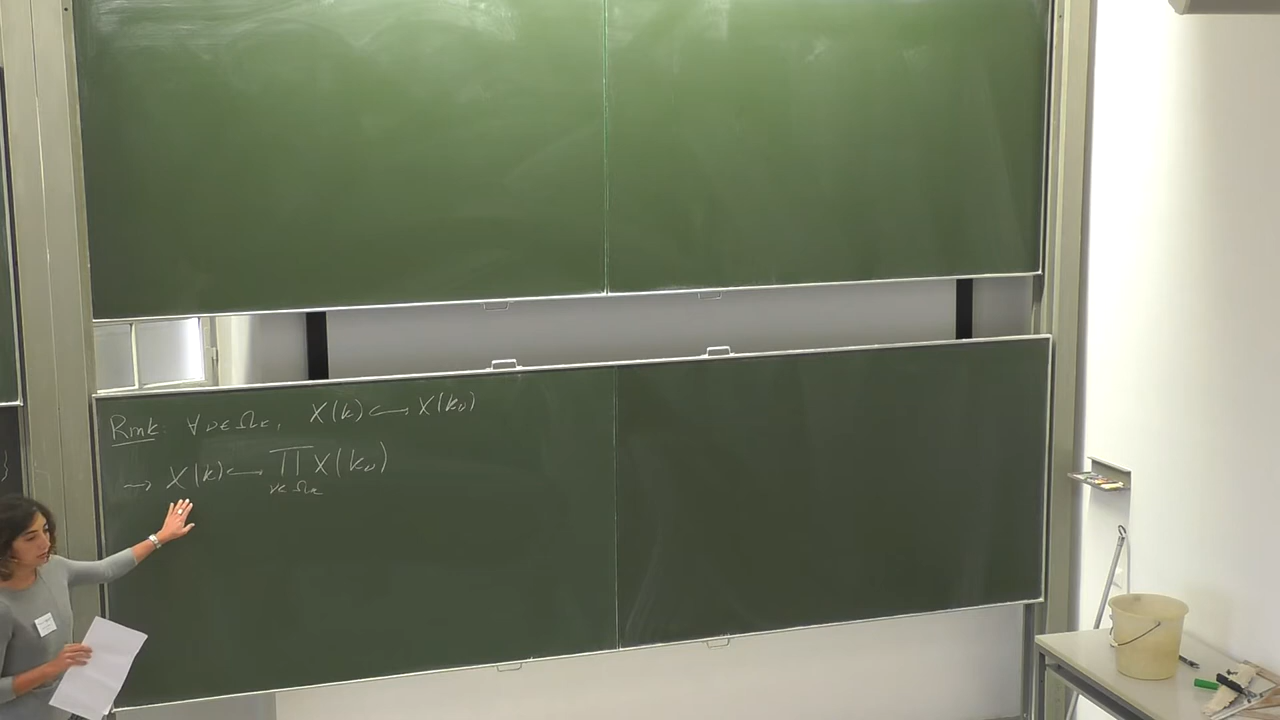 Rmk: ∀ v ∈ Ω_k, X(k) ↪ X(k_v)
⇝ X(k) ↪ ∏_{v∈Ω_k} X(k_v)
}